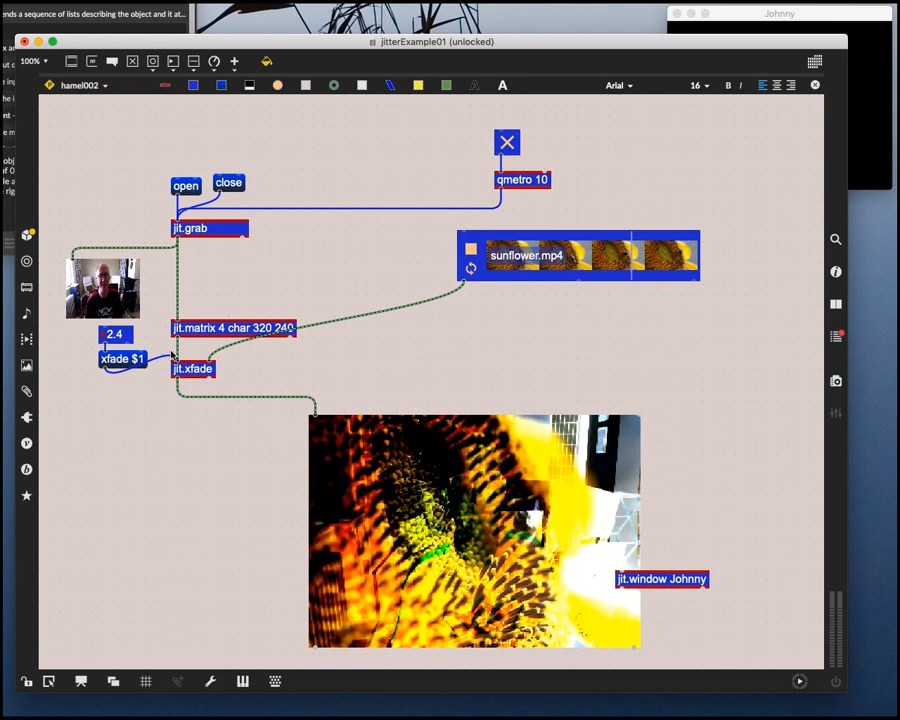 ends a sequence of lists describing the object and it at...
Johnny
jitterExample01 (unlocked)
100%
hamel002
Arial
16
B
I
A
A
open
close
qmetro 10
jit.grab
sunflower.mp4
jit.matrix 4 char 320 240
2.4
xfade $1
jit.xfade
jit.window Johnny